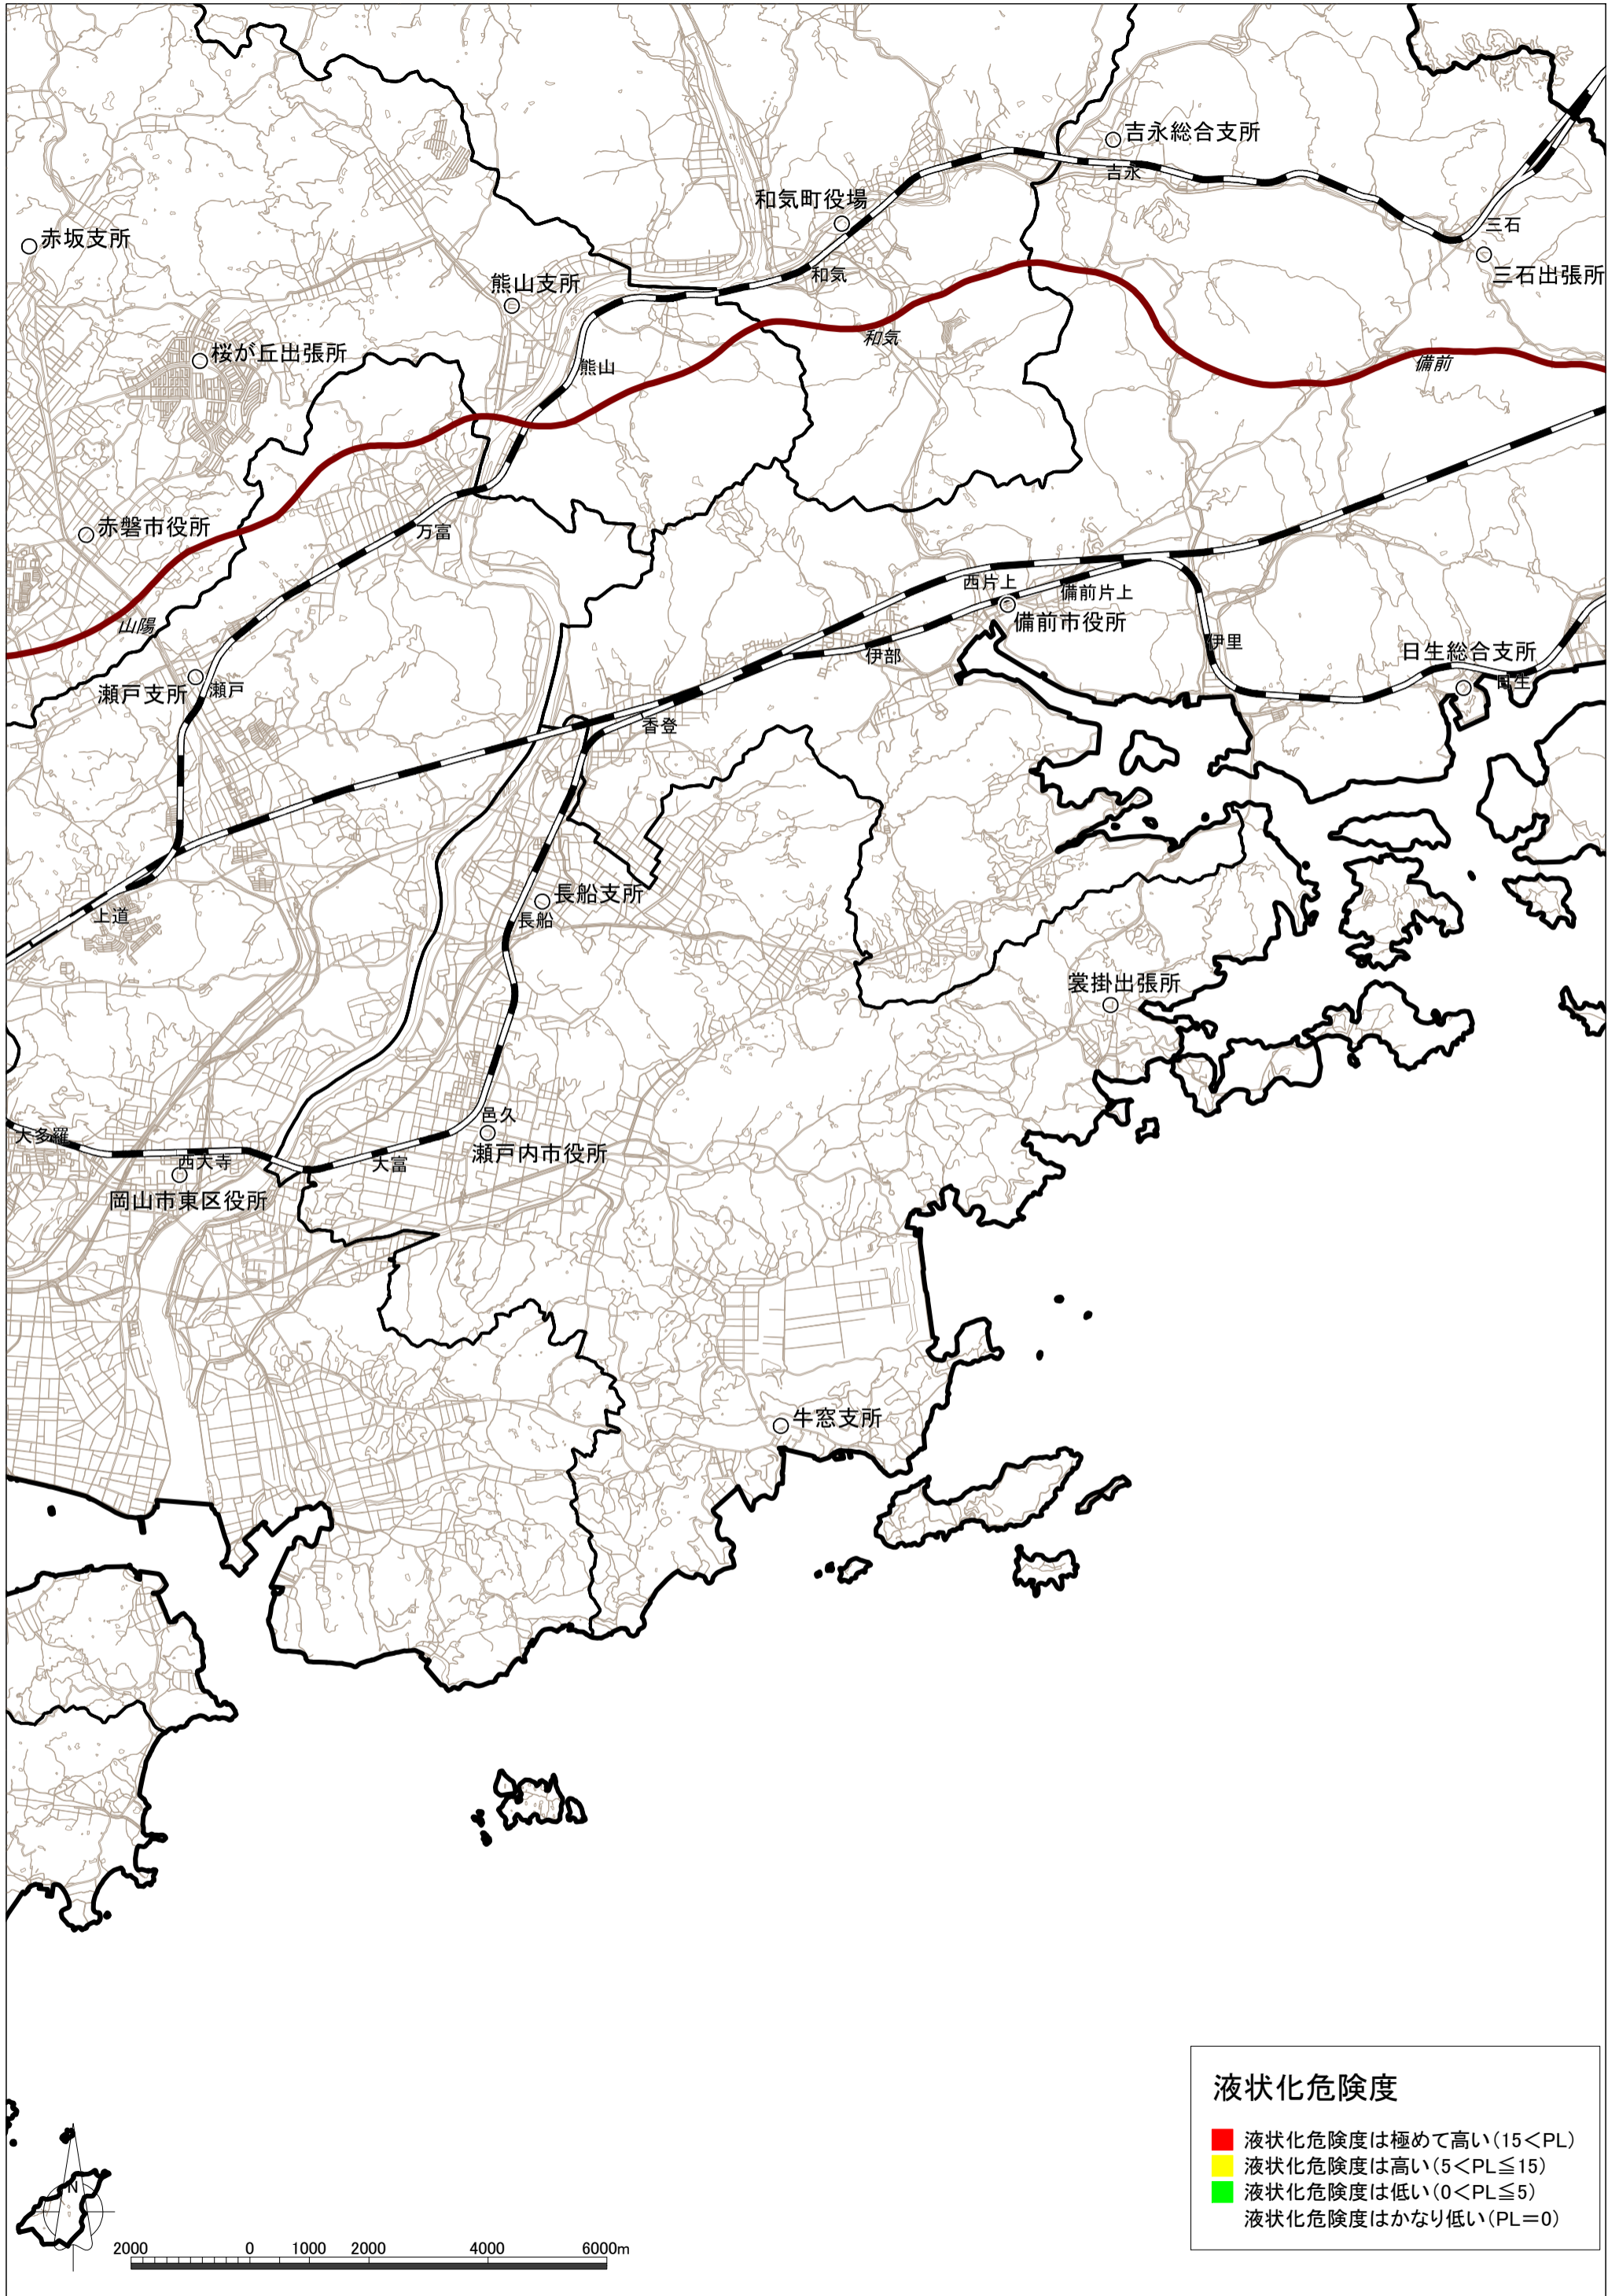 吉永総合支所
吉永
和気町役場
三石
赤坂支所
和気
三石出張所
熊山支所
和気
桜が丘出張所
熊山
備前
赤磐市役所
万富
西片上
備前片上
備前市役所
山陽
伊里
日生総合支所
伊部
瀬戸支所
瀬戸
日生
香登
長船支所
上道
長船
裳掛出張所
邑久
大多羅
瀬戸内市役所
西大寺
大富
岡山市東区役所
牛窓支所
液状化危険度
液状化危険度は極めて高い(15<PL)
液状化危険度は高い(5<PL≦15)
液状化危険度は低い(0<PL≦5)
液状化危険度はかなり低い(PL=0)
N
2000 0 1000 2000 4000 6000m